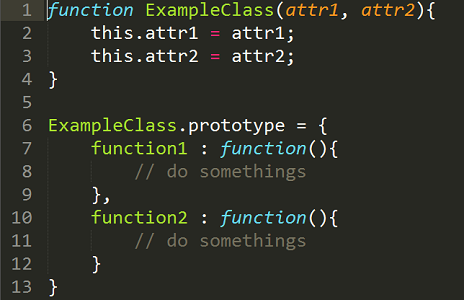 1 function ExampleClass(attr1, attr2){
2     this.attr1 = attr1;
3     this.attr2 = attr2;
4 }
5
6 ExampleClass.prototype = {
7     function1 : function(){
8         // do somethings
9     },
10     function2 : function(){
11         // do somethings
12     }
13 }